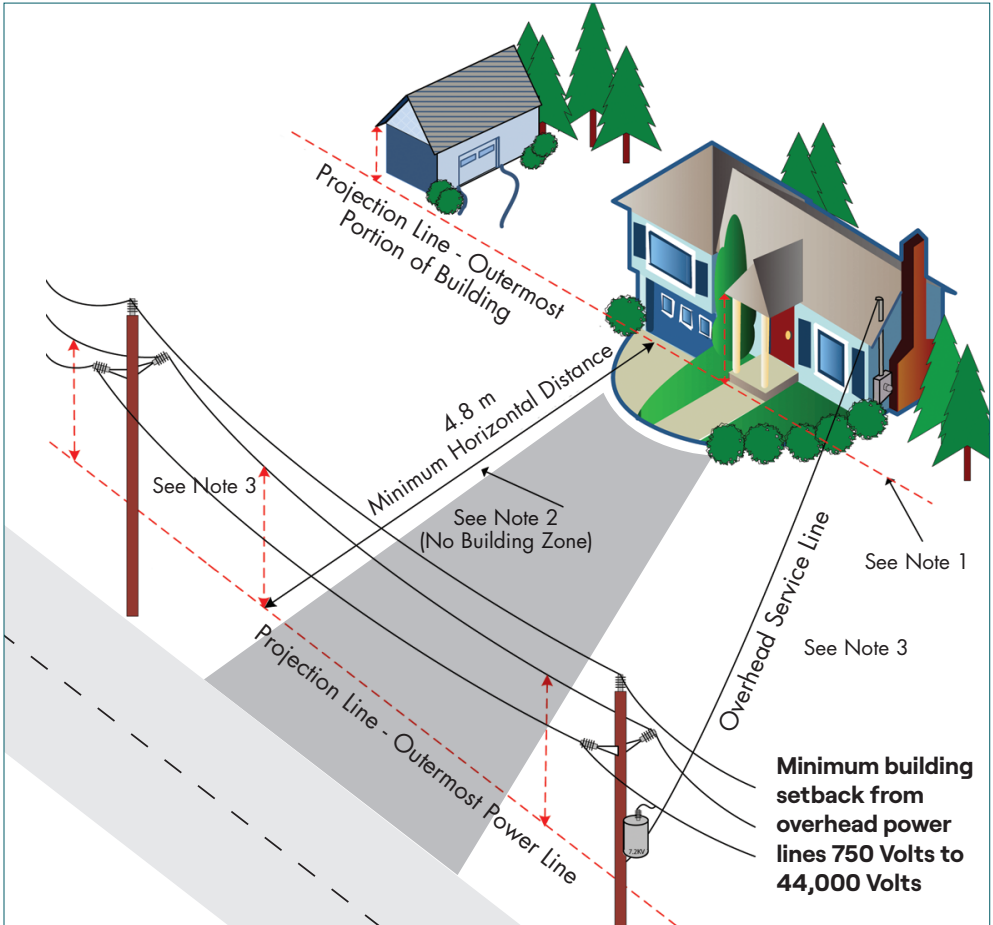 Projection Line - Outermost
Portion of Building
4.8 m
Minimum Horizontal Distance
See Note 3
See Note 2
(No Building Zone)
See Note 1
Overhead Service Line
See Note 3
Projection Line - Outermost Power Line
7.2KV
Minimum building
setback from
overhead power
lines 750 Volts to
44,000 Volts